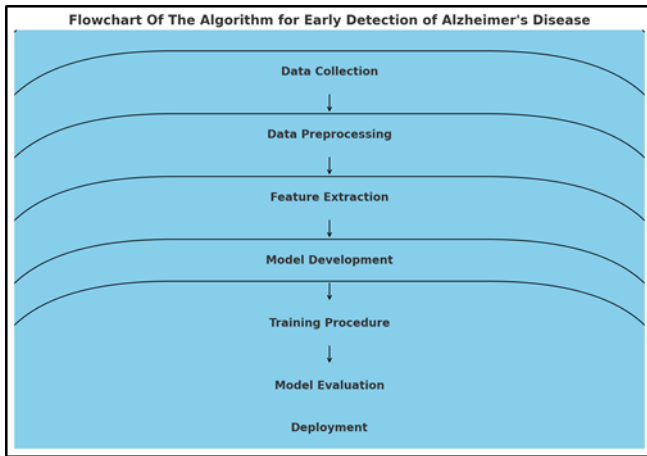 Flowchart Of The Algorithm for Early Detection of Alzheimer's Disease
Data Collection
Data Preprocessing
Feature Extraction
Model Development
Training Procedure
Model Evaluation
Deployment